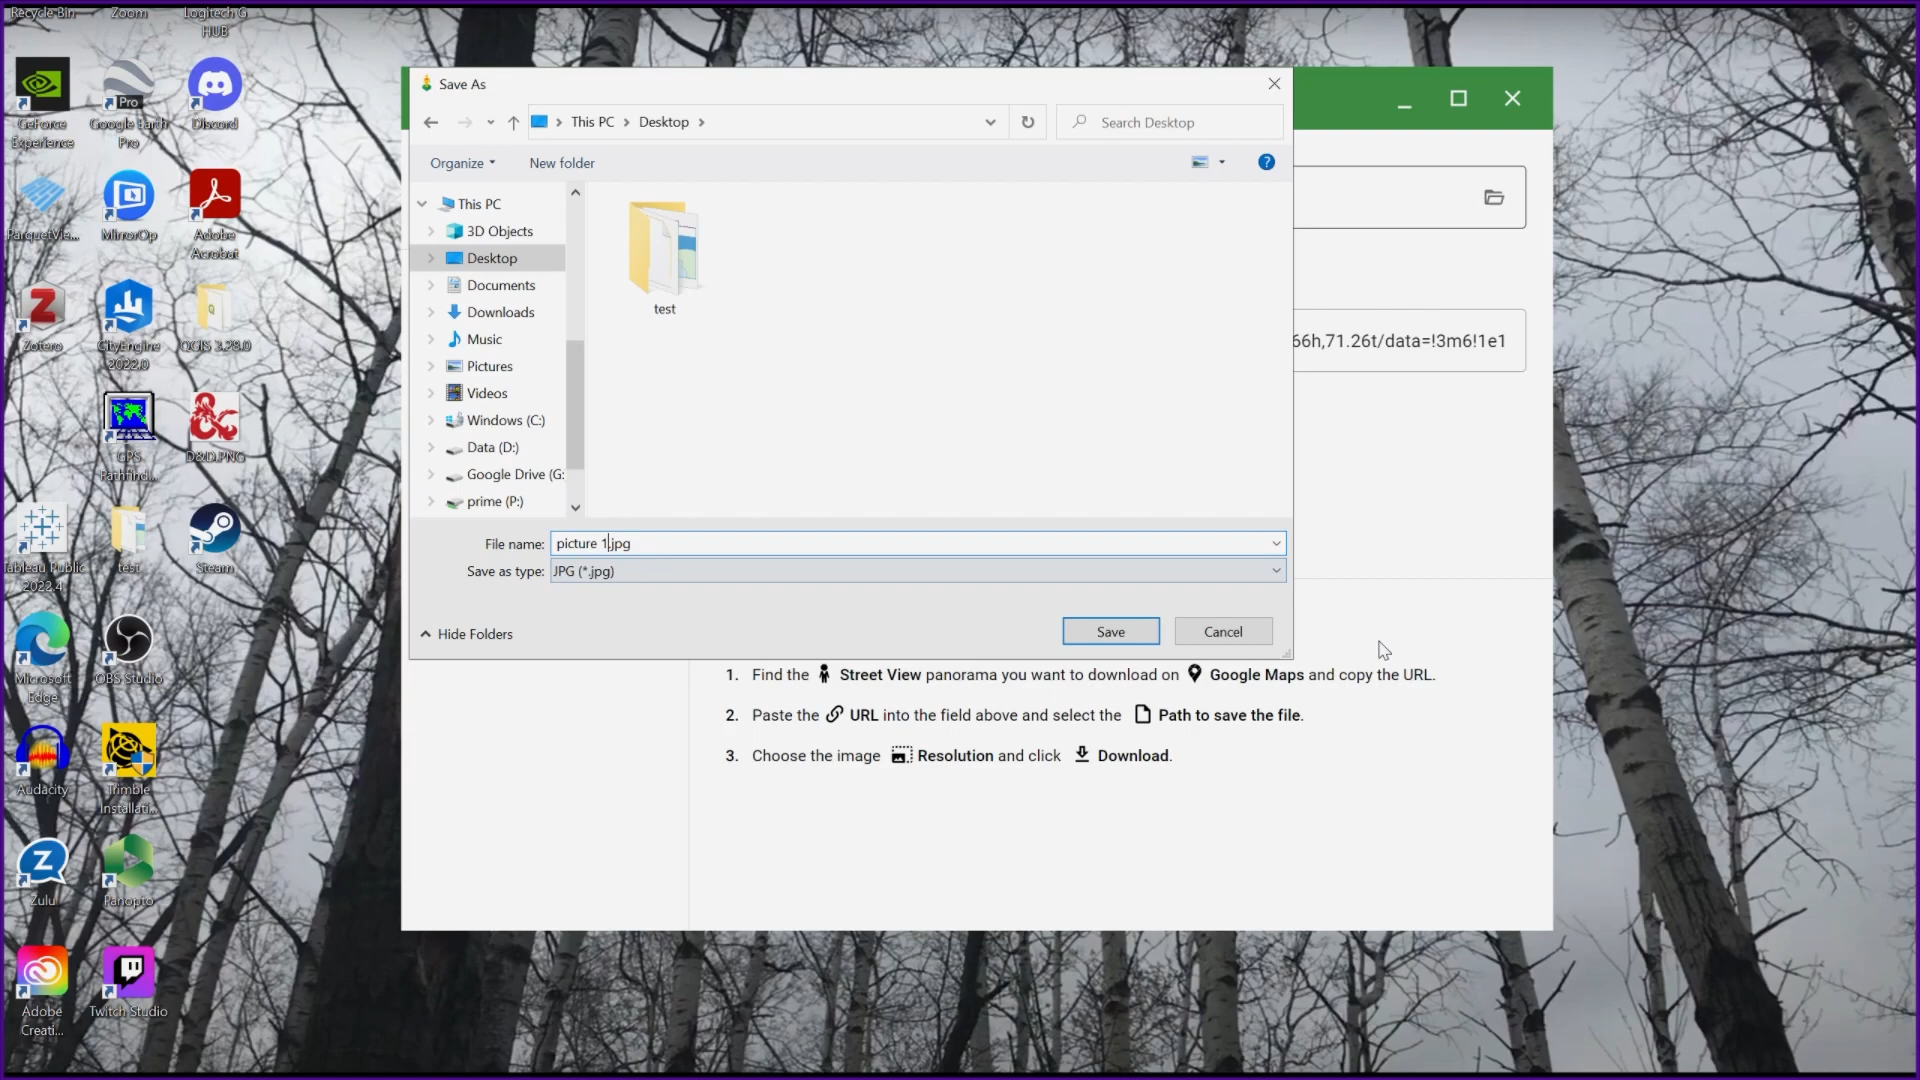 Recycle Bin
Zoom
Logitech G
HUB
GeForce
Experience
Pro
Google Earth
Pro
Discord
ParquetVie...
MirrorOp
Adobe
Acrobat
Zotero
CityEngine
2022.0
QGIS 3.28.0
GPS
Pathfind...
D&D.PNG
Tableau Public
2022.4
test
Steam
Microsoft
Edge
OBS Studio
Audacity
Trimble
Installati...
Zulu
Panopto
Adobe
Creati...
Twitch Studio
Save As
This PC
Desktop
Search Desktop
Organize
New folder
This PC
3D Objects
Desktop
Documents
Downloads
Music
Pictures
Videos
Windows (C:)
Data (D:)
Google Drive (G:
prime (P:)
test
File name: picture 1.jpg
Save as type: JPG (*.jpg)
Hide Folders
Save
Cancel
66h,71.26t/data=!3m6!1e1
1. Find the Street View panorama you want to download on Google Maps and copy the URL.
2. Paste the URL into the field above and select the Path to save the file.
3. Choose the image Resolution and click Download.